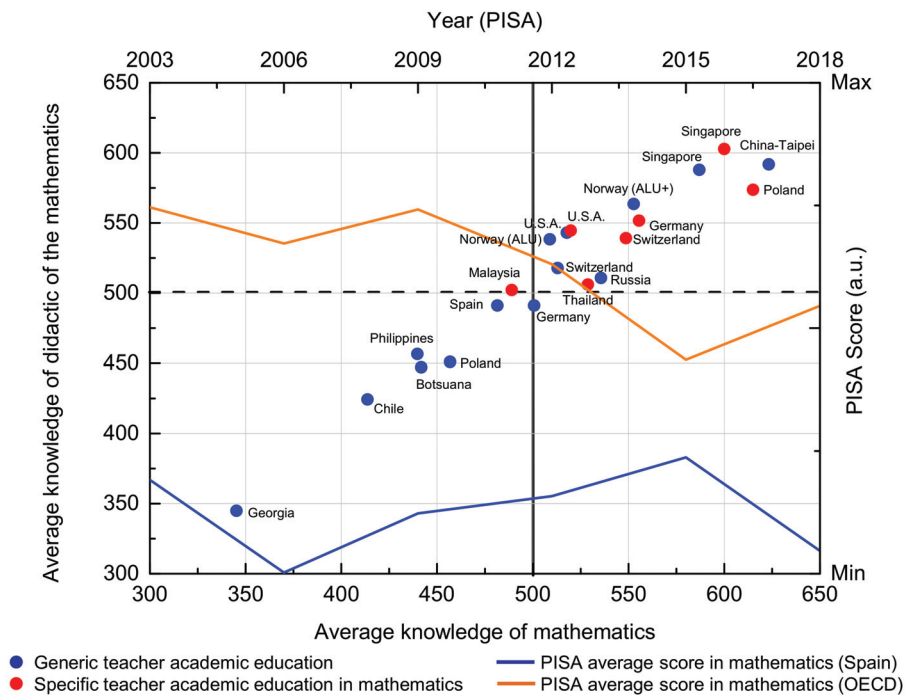 Year (PISA)
2003 2006 2009 2012 2015 2018
650 Max
600
550
500
450
400
350
300 Min
Average knowledge of didactic of the mathematics
PISA Score (a.u.)
Singapore
China-Taipei
Singapore
Norway (ALU+)
Poland
U.S.A.
U.S.A.
Germany
Norway (ALU)
Switzerland
Switzerland
Malaysia
Russia
Thailand
Spain
Germany
Philippines
Poland
Botsuana
Chile
Georgia
300 350 400 450 500 550 600 650
Average knowledge of mathematics
Generic teacher academic education
PISA average score in mathematics (Spain)
Specific teacher academic education in mathematics
PISA average score in mathematics (OECD)